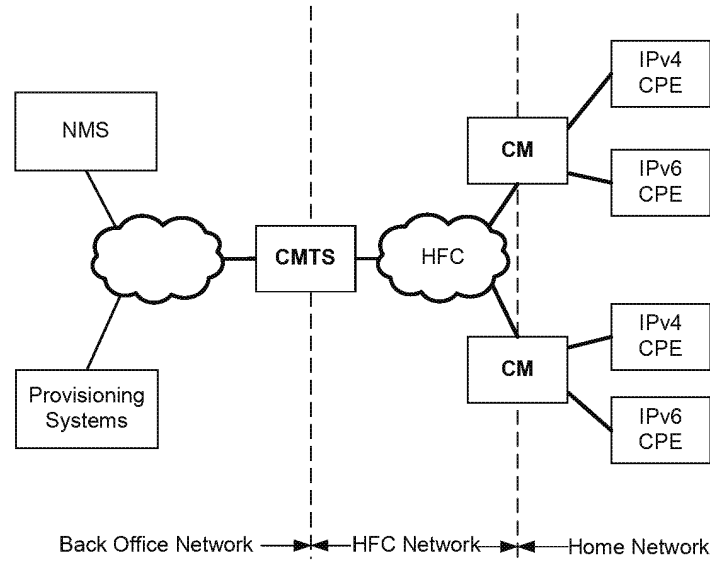 NMS
Provisioning
Systems
CMTS
HFC
CM
IPv4
CPE
IPv6
CPE
CM
IPv4
CPE
IPv6
CPE
Back Office Network
HFC Network
Home Network